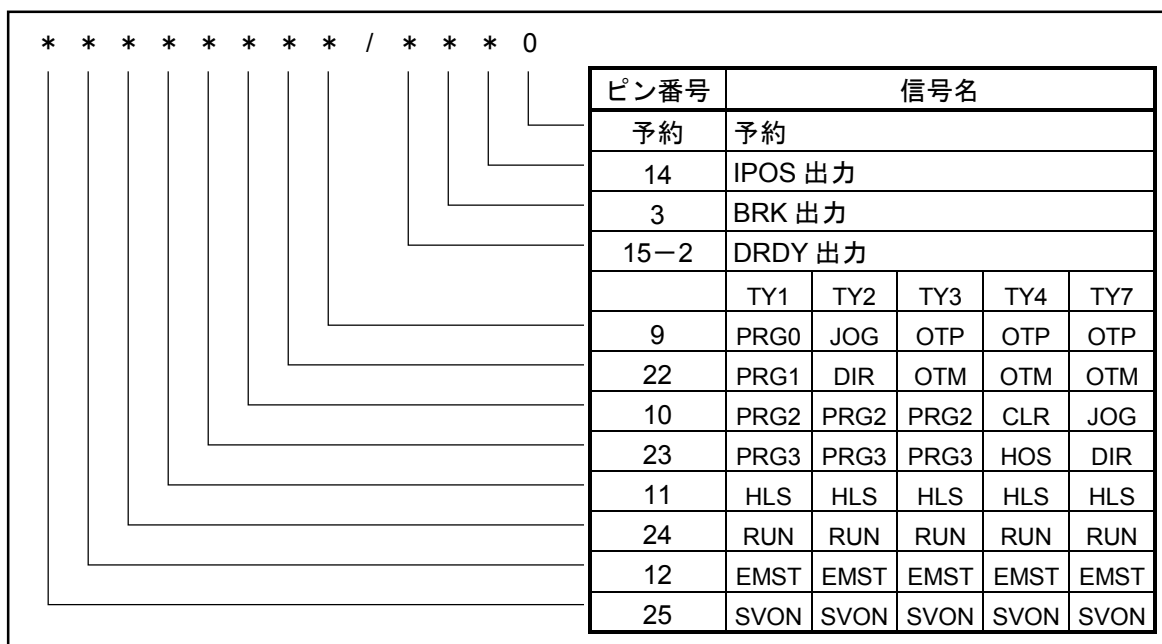 * * * * * * * * / * * * 0
ピン番号 信号名
予約 予約
14 IPOS 出力
3 BRK 出力
15－2 DRDY 出力
TY1 TY2 TY3 TY4 TY7
9 PRG0 JOG OTP OTP OTP
22 PRG1 DIR OTM OTM OTM
10 PRG2 PRG2 PRG2 CLR JOG
23 PRG3 PRG3 PRG3 HOS DIR
11 HLS HLS HLS HLS HLS
24 RUN RUN RUN RUN RUN
12 EMST EMST EMST EMST EMST
25 SVON SVON SVON SVON SVON